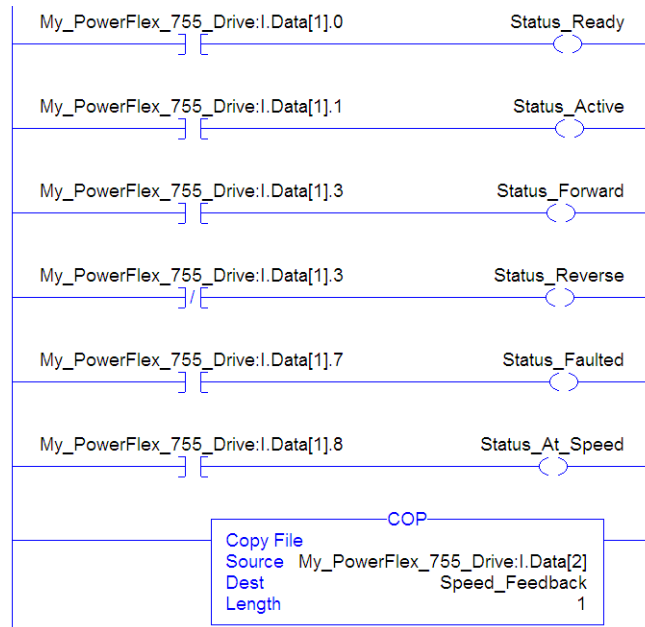 My_PowerFlex_755_Drive:I.Data[1].0 Status_Ready
My_PowerFlex_755_Drive:I.Data[1].1 Status_Active
My_PowerFlex_755_Drive:I.Data[1].3 Status_Forward
My_PowerFlex_755_Drive:I.Data[1].3 Status_Reverse
My_PowerFlex_755_Drive:I.Data[1].7 Status_Faulted
My_PowerFlex_755_Drive:I.Data[1].8 Status_At_Speed
COP
Copy File
Source My_PowerFlex_755_Drive:I.Data[2]
Dest Speed_Feedback
Length 1